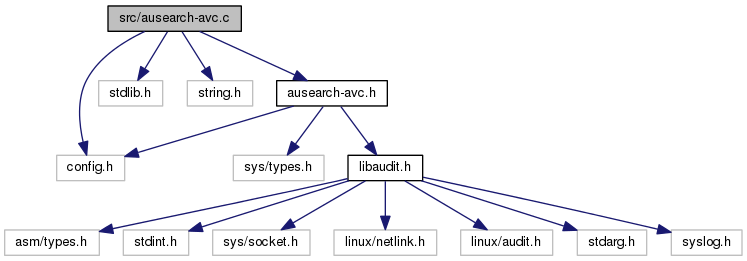 src/ausearch-avc.c
stdlib.h
string.h
ausearch-avc.h
config.h
sys/types.h
libaudit.h
asm/types.h
stdint.h
sys/socket.h
linux/netlink.h
linux/audit.h
stdarg.h
syslog.h